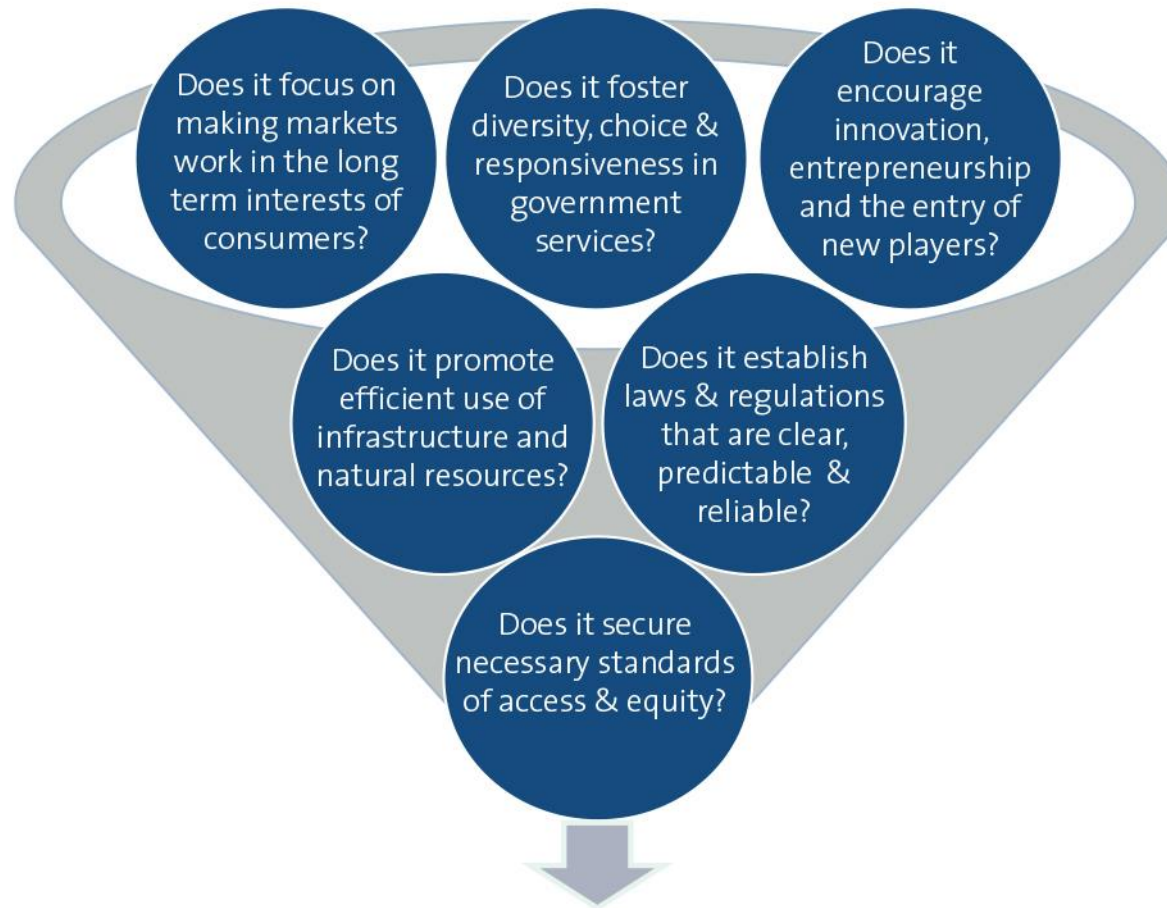 Does it focus on
making markets
work in the long
term interests of
consumers?
Does it foster
diversity, choice &
responsiveness in
government
services?
Does it
encourage
innovation,
entrepreneurship
and the entry of
new players?
Does it promote
efficient use of
infrastructure and
natural resources?
Does it establish
laws & regulations
that are clear,
predictable &
reliable?
Does it secure
necessary standards
of access & equity?